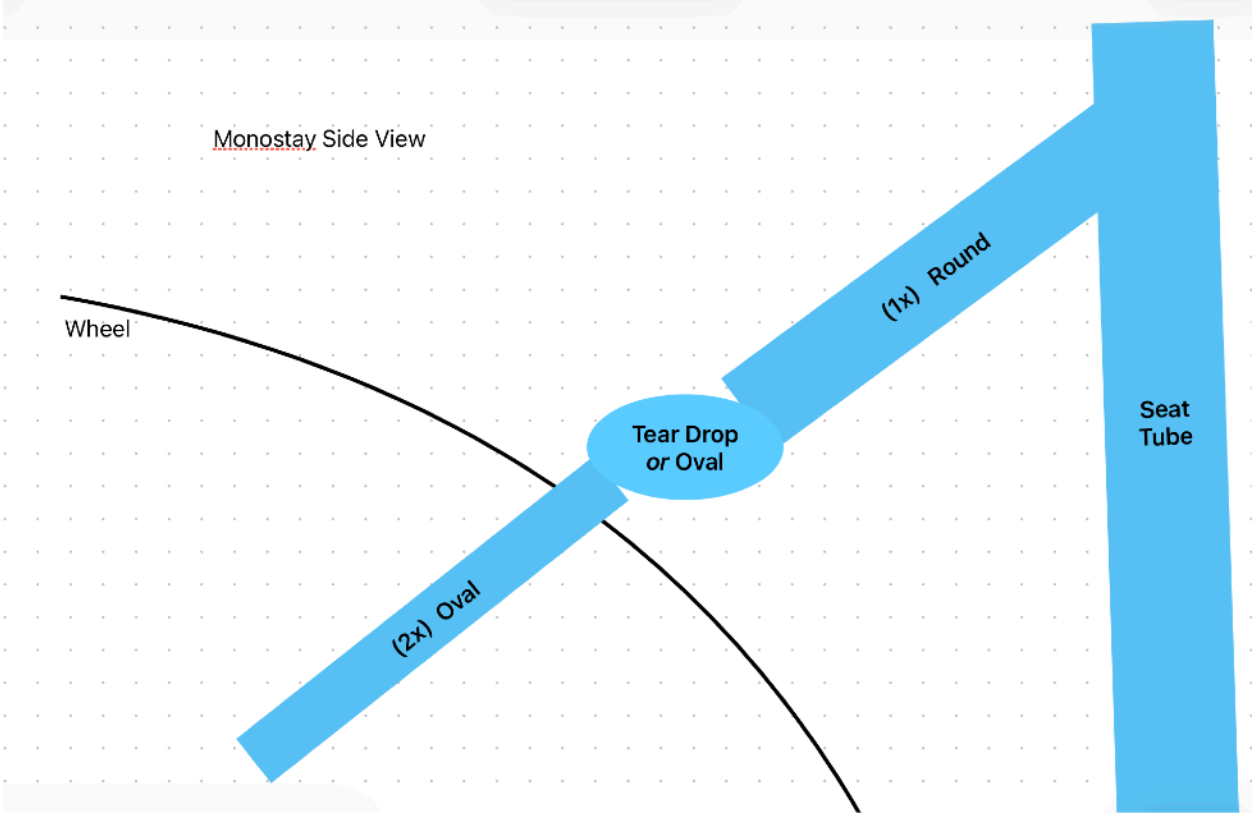 Monostay Side View
Wheel
(1x) Round
Tear Drop
or Oval
Seat
Tube
(2x) Oval